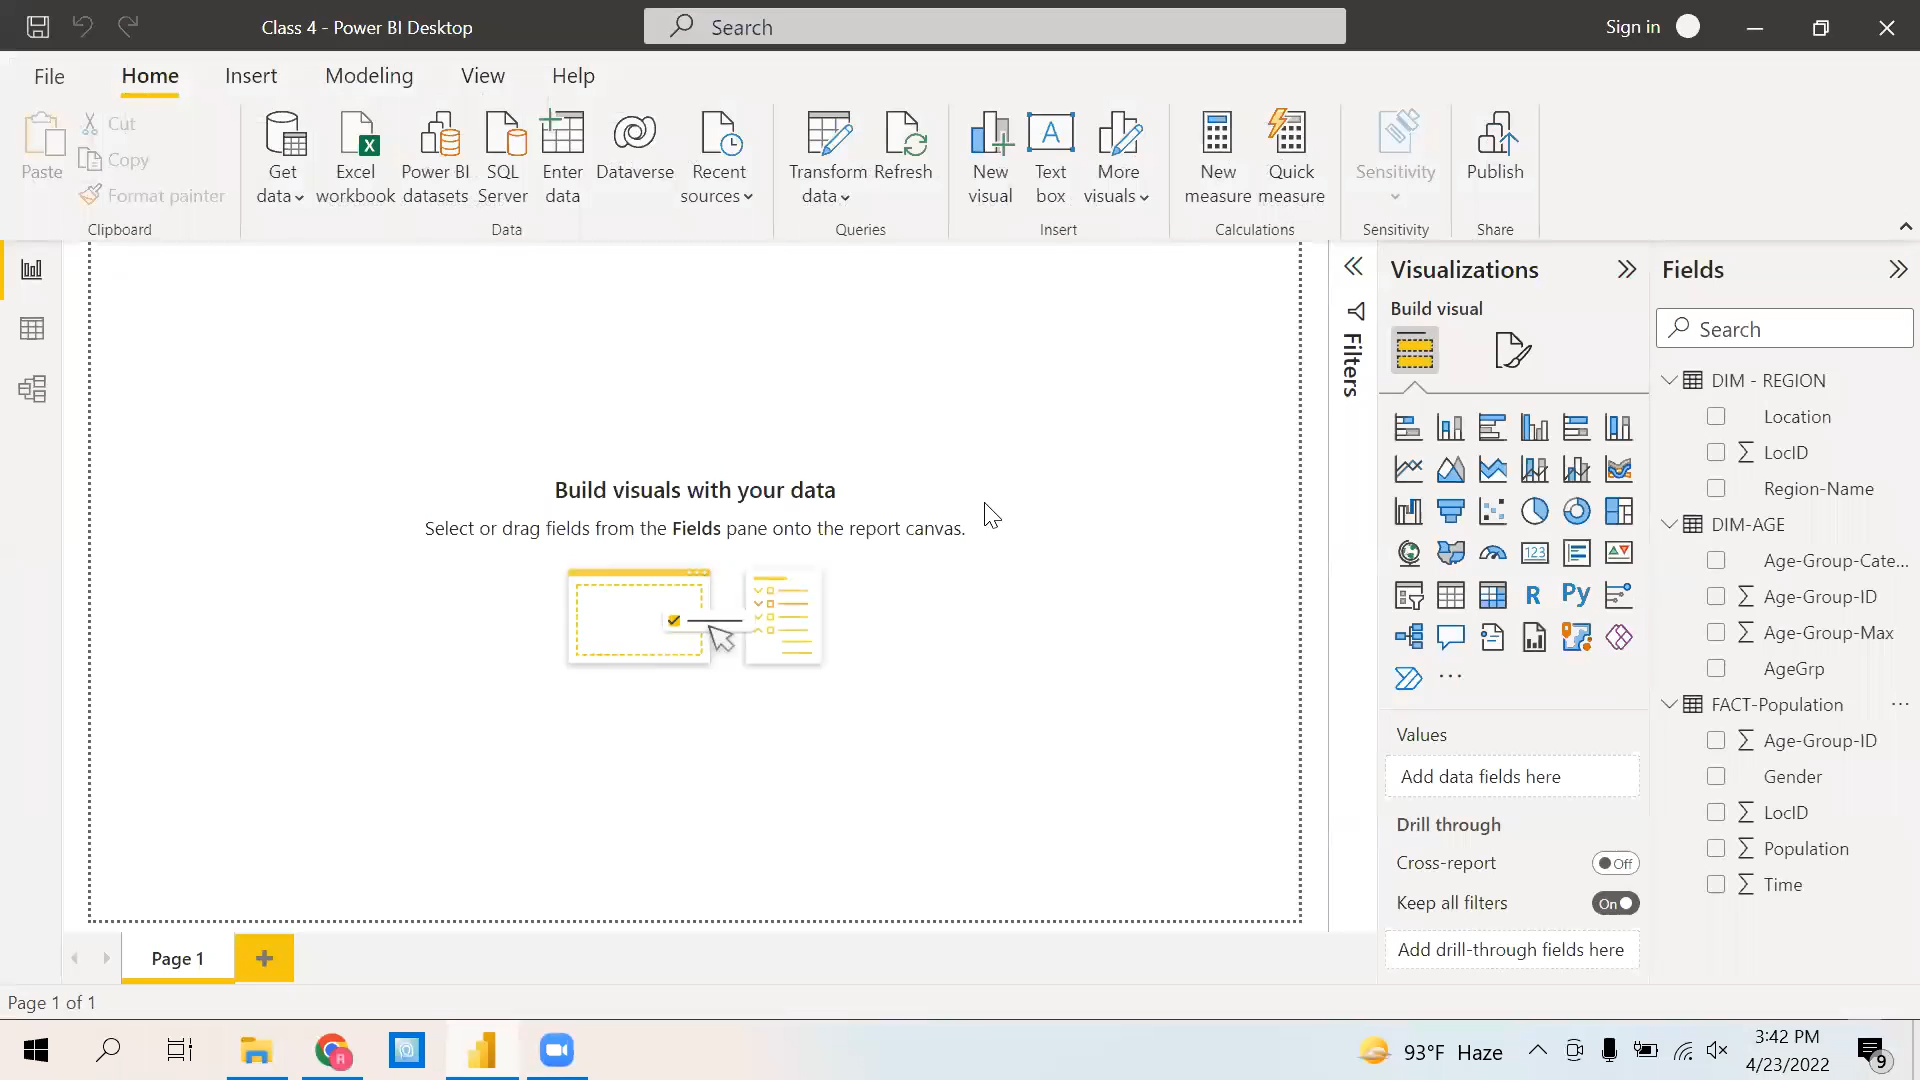 Class 4 - Power BI Desktop
Search
Sign in
File
Home
Insert
Modeling
View
Help
Paste
Cut
Copy
Format painter
Clipboard
Get data
Excel workbook
Power BI datasets
SQL Server
Enter data
Dataverse
Recent sources
Data
Transform data
Refresh
Queries
New visual
Text box
More visuals
Insert
New measure
Quick measure
Calculations
Sensitivity
Sensitivity
Publish
Share
Build visuals with your data
Select or drag fields from the Fields pane onto the report canvas.
Filters
Visualizations
Build visual
123
R
Py
Values
Add data fields here
Drill through
Cross-report
Off
Keep all filters
On
Add drill-through fields here
Fields
Search
DIM - REGION
Location
LocID
Region-Name
DIM-AGE
Age-Group-Cate...
Age-Group-ID
Age-Group-Max
AgeGrp
FACT-Population
Age-Group-ID
Gender
LocID
Population
Time
Page 1
Page 1 of 1
93°F Haze
3:42 PM
4/23/2022
9